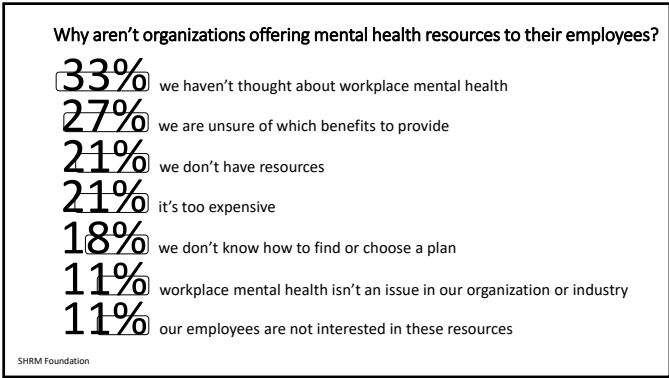 Why aren't organizations offering mental health resources to their employees?
33% we haven't thought about workplace mental health
27% we are unsure of which benefits to provide
21% we don't have resources
21% it's too expensive
18% we don't know how to find or choose a plan
11% workplace mental health isn't an issue in our organization or industry
11% our employees are not interested in these resources
SHRM Foundation